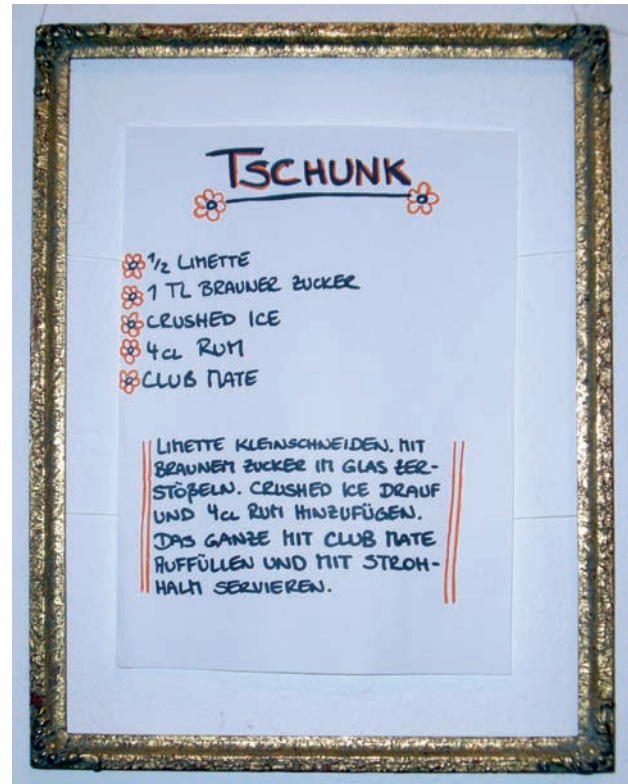 TSCHUNK
1/2 LIMETTE
1 TL BRAUNER ZUCKER
CRUSHED ICE
4CL RUM
CLUB MATE
LIMETTE KLEINSCHNEIDEN. MIT
BRAUNEM ZUCKER IM GLAS ZER-
STÖßELN. CRUSHED ICE DRAUF
UND 4CL RUM HINZUFÜGEN.
DAS GANZE MIT CLUB MATE
AUFFÜLLEN UND MIT STROH-
HALM SERVIEREN.